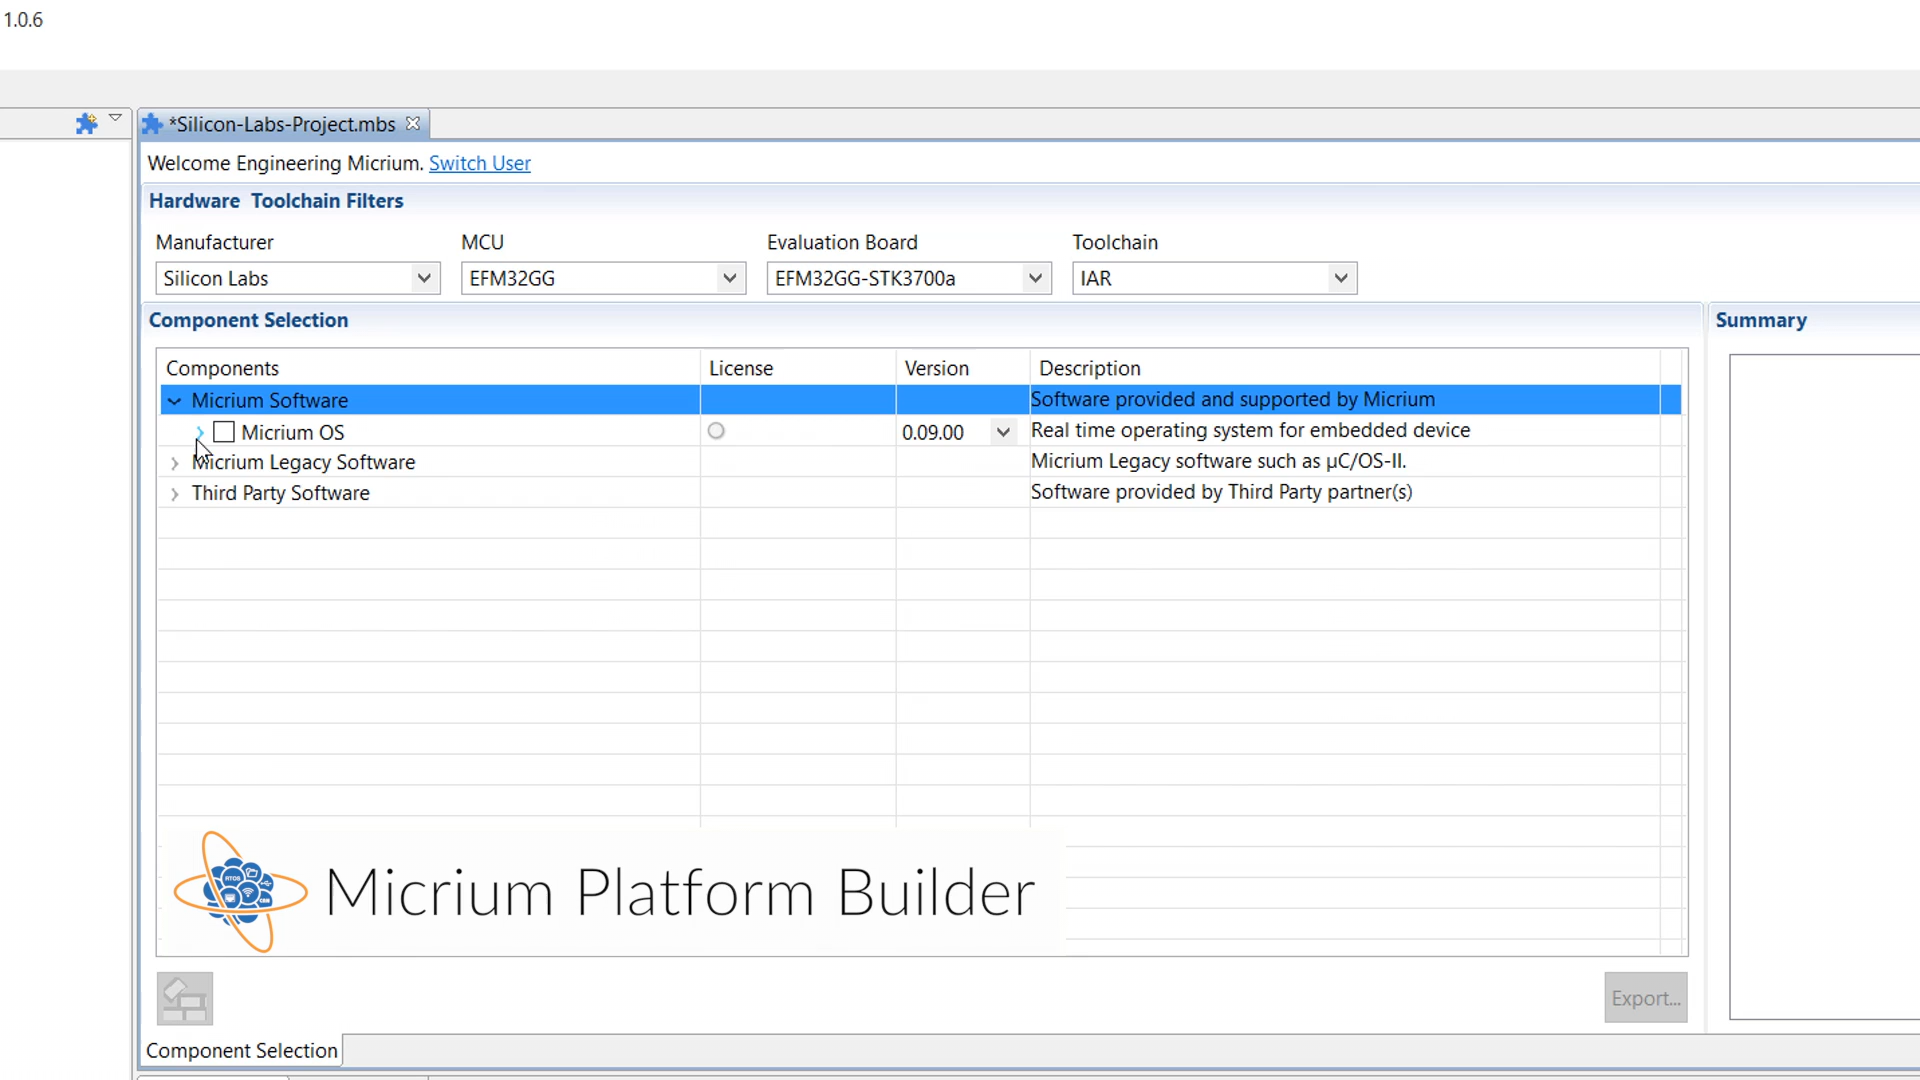 1.0.6
*Silicon-Labs-Project.mbs
Welcome Engineering Micrium. Switch User
Hardware Toolchain Filters
Manufacturer MCU Evaluation Board Toolchain
Silicon Labs EFM32GG EFM32GG-STK3700a IAR
Component Selection Summary
Components License Version Description
Micrium Software Software provided and supported by Micrium
Micrium OS 0.09.00 Real time operating system for embedded device
Micrium Legacy Software Micrium Legacy software such as µC/OS-II.
Third Party Software Software provided by Third Party partner(s)
RTOS
Micrium Platform Builder
Export...
Component Selection